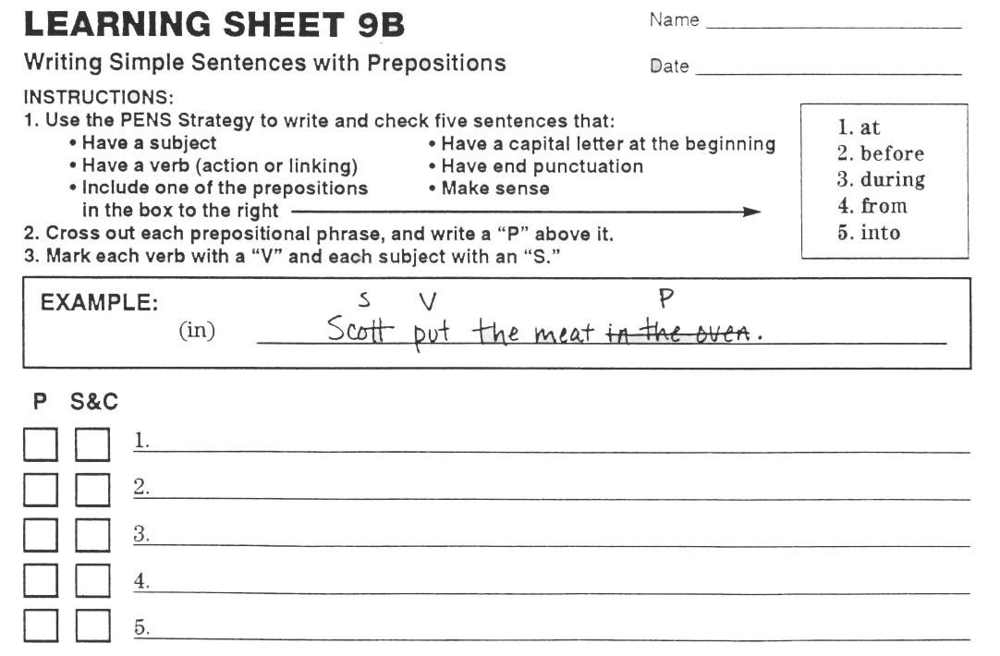 LEARNING SHEET 9B
Name
Writing Simple Sentences with Prepositions
Date
INSTRUCTIONS:
1. Use the PENS Strategy to write and check five sentences that:
• Have a subject
• Have a verb (action or linking)
• Include one of the prepositions
in the box to the right
• Have a capital letter at the beginning
• Have end punctuation
• Make sense
2. Cross out each prepositional phrase, and write a “P” above it.
3. Mark each verb with a “V” and each subject with an “S.”
1. at
2. before
3. during
4. from
5. into
EXAMPLE:
S V P
(in) Scott put the meat in the oven.
P S&C
1.
2.
3.
4.
5.